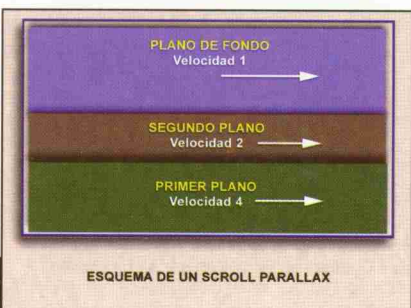 PLANO DE FONDO
Velocidad 1
SEGUNDO PLANO
Velocidad 2
PRIMER PLANO
Velocidad 4
ESQUEMA DE UN SCROLL PARALLAX